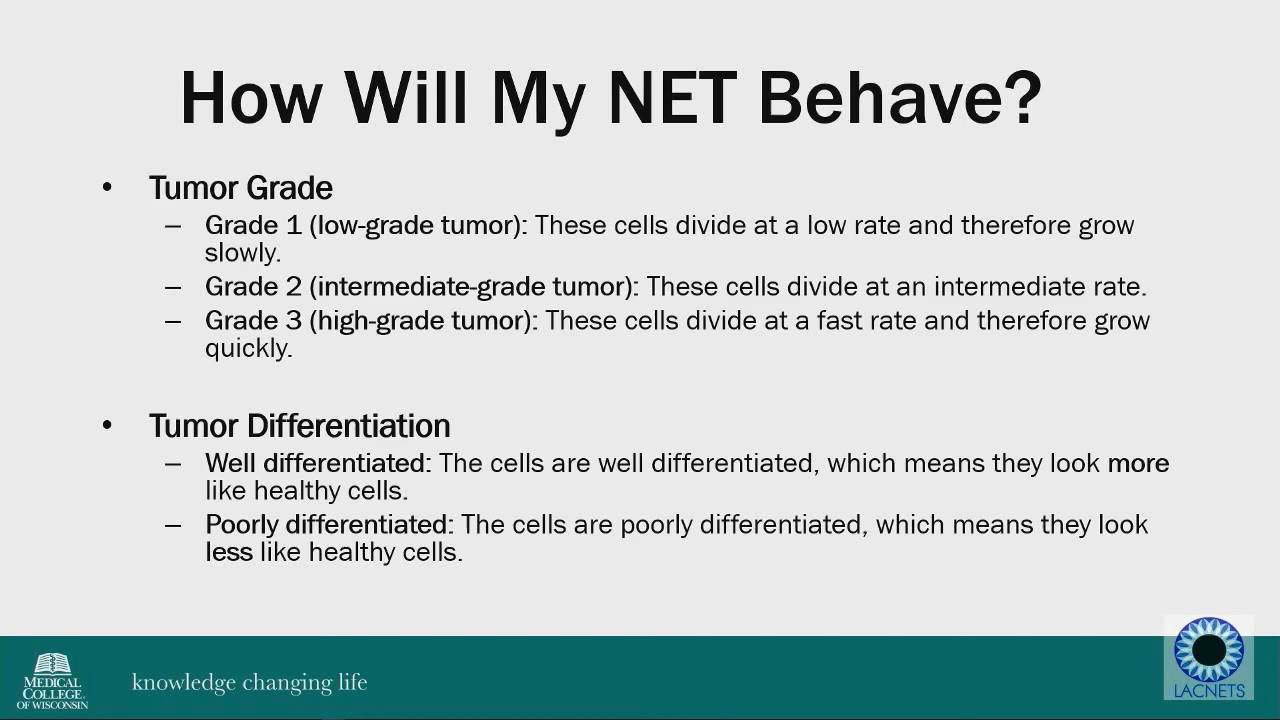 How Will My NET Behave?
• Tumor Grade
– Grade 1 (low-grade tumor): These cells divide at a low rate and therefore grow
slowly.
– Grade 2 (intermediate-grade tumor): These cells divide at an intermediate rate.
– Grade 3 (high-grade tumor): These cells divide at a fast rate and therefore grow
quickly.
• Tumor Differentiation
– Well differentiated: The cells are well differentiated, which means they look more
like healthy cells.
– Poorly differentiated: The cells are poorly differentiated, which means they look
less like healthy cells.
MEDICAL
COLLEGE
OF WISCONSIN
knowledge changing life
LACNETS